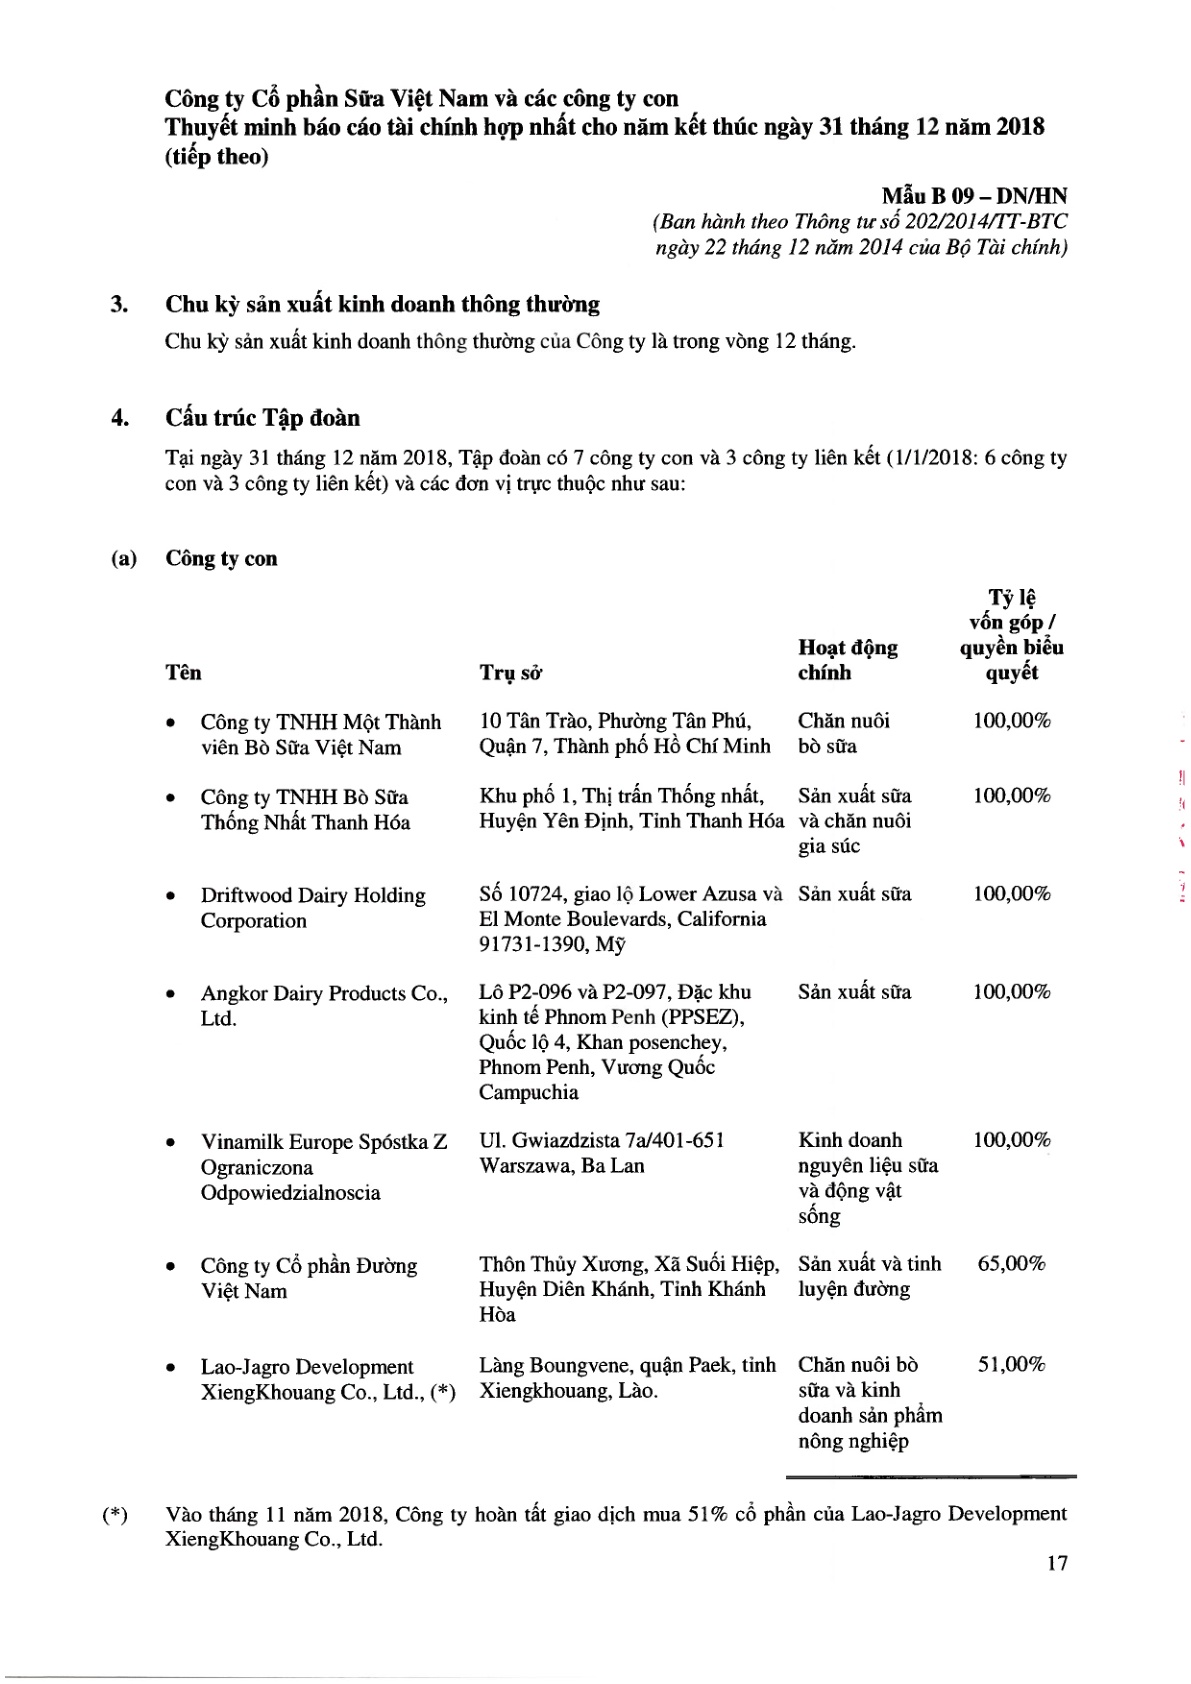 Công ty Cổ phần Sữa Việt Nam và các công ty con
Thuyết minh báo cáo tài chính hợp nhất cho năm kết thúc ngày 31 tháng 12 năm 2018
(tiếp theo)
Mẫu B 09 – DN/HN
(Ban hành theo Thông tư số 202/2014/TT-BTC
ngày 22 tháng 12 năm 2014 của Bộ Tài chính)
3. Chu kỳ sản xuất kinh doanh thông thường
Chu kỳ sản xuất kinh doanh thông thường của Công ty là trong vòng 12 tháng.
4. Cấu trúc Tập đoàn
Tại ngày 31 tháng 12 năm 2018, Tập đoàn có 7 công ty con và 3 công ty liên kết (1/1/2018: 6 công ty
con và 3 công ty liên kết) và các đơn vị trực thuộc như sau:
(a) Công ty con
Tỷ lệ
vốn góp /
Hoạt động quyền biểu
Tên Trụ sở chính quyết
• Công ty TNHH Một Thành 10 Tân Trào, Phường Tân Phú, Chăn nuôi 100,00%
viên Bò Sữa Việt Nam Quận 7, Thành phố Hồ Chí Minh bò sữa
• Công ty TNHH Bò Sữa Khu phố 1, Thị trấn Thống nhất, Sản xuất sữa 100,00%
Thống Nhất Thanh Hóa Huyện Yên Định, Tỉnh Thanh Hóa và chăn nuôi
gia súc
• Driftwood Dairy Holding Số 10724, giao lộ Lower Azusa và Sản xuất sữa 100,00%
Corporation El Monte Boulevards, California
91731-1390, Mỹ
• Angkor Dairy Products Co., Lô P2-096 và P2-097, Đặc khu Sản xuất sữa 100,00%
Ltd. kinh tế Phnom Penh (PPSEZ),
Quốc lộ 4, Khan posenchey,
Phnom Penh, Vương Quốc
Campuchia
• Vinamilk Europe Spóstka Z Ul. Gwiazdzista 7a/401-651 Kinh doanh 100,00%
Ograniczona Warszawa, Ba Lan nguyên liệu sữa
Odpowiedzialnoscia và động vật
sống
• Công ty Cổ phần Đường Thôn Thủy Xương, Xã Suối Hiệp, Sản xuất và tinh 65,00%
Việt Nam Huyện Diên Khánh, Tỉnh Khánh luyện đường
Hòa
• Lao-Jagro Development Làng Boungvene, quận Paek, tỉnh Chăn nuôi bò 51,00%
XiengKhouang Co., Ltd., (*) Xiengkhouang, Lào. sữa và kinh
doanh sản phẩm
nông nghiệp
(*) Vào tháng 11 năm 2018, Công ty hoàn tất giao dịch mua 51% cổ phần của Lao-Jagro Development
XiengKhouang Co., Ltd.
17